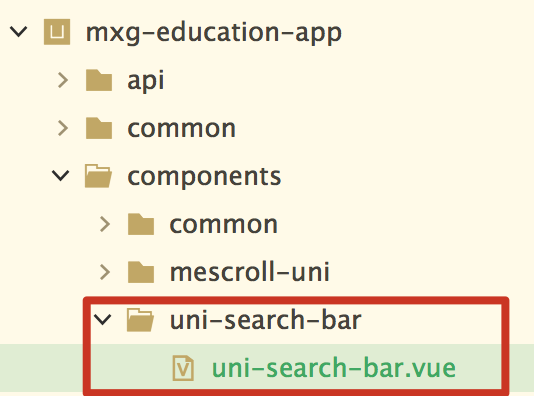 mxg-education-app
api
common
components
common
mescroll-uni
uni-search-bar
uni-search-bar.vue